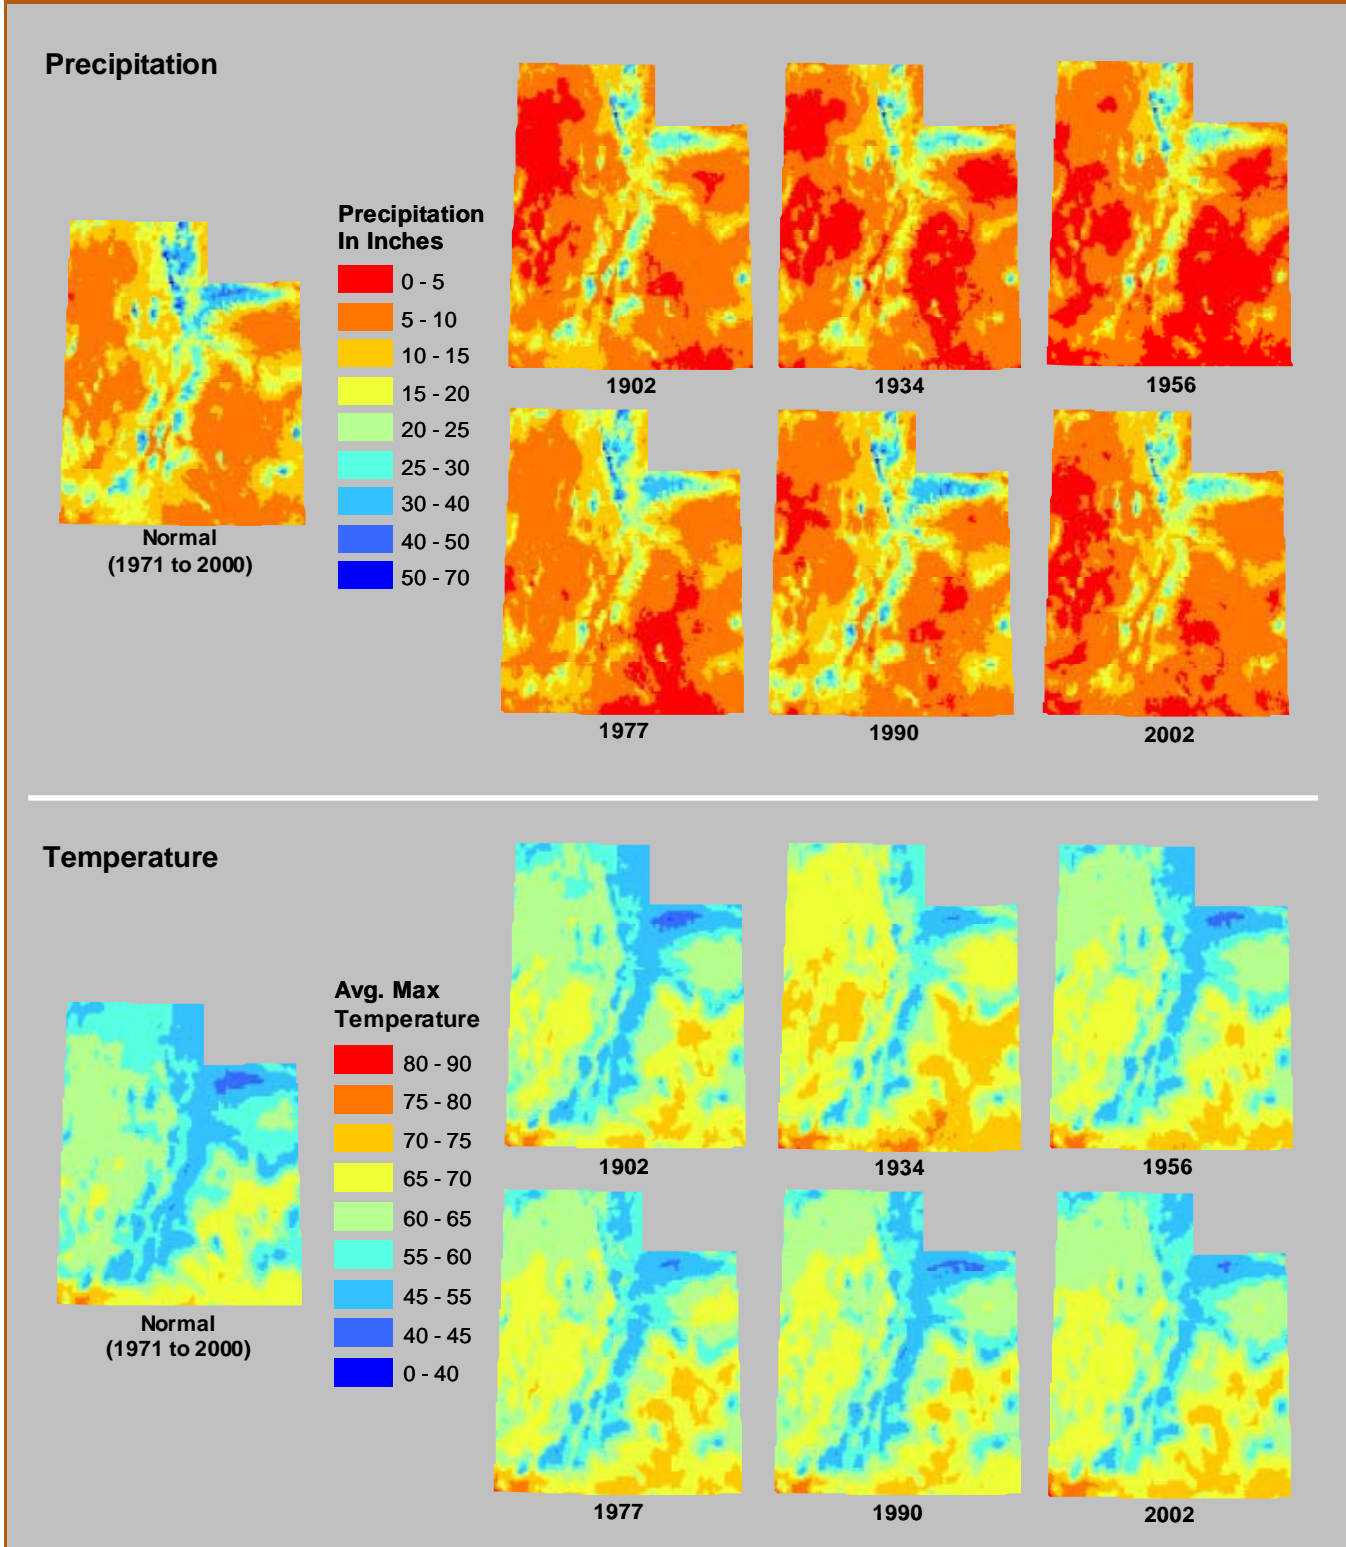 Precipitation
Precipitation
In Inches
0 - 5
5 - 10
10 - 15
15 - 20
20 - 25
25 - 30
30 - 40
40 - 50
50 - 70
Normal
(1971 to 2000)
1902
1934
1956
1977
1990
2002
Temperature
Avg. Max
Temperature
80 - 90
75 - 80
70 - 75
65 - 70
60 - 65
55 - 60
45 - 55
40 - 45
0 - 40
Normal
(1971 to 2000)
1902
1934
1956
1977
1990
2002